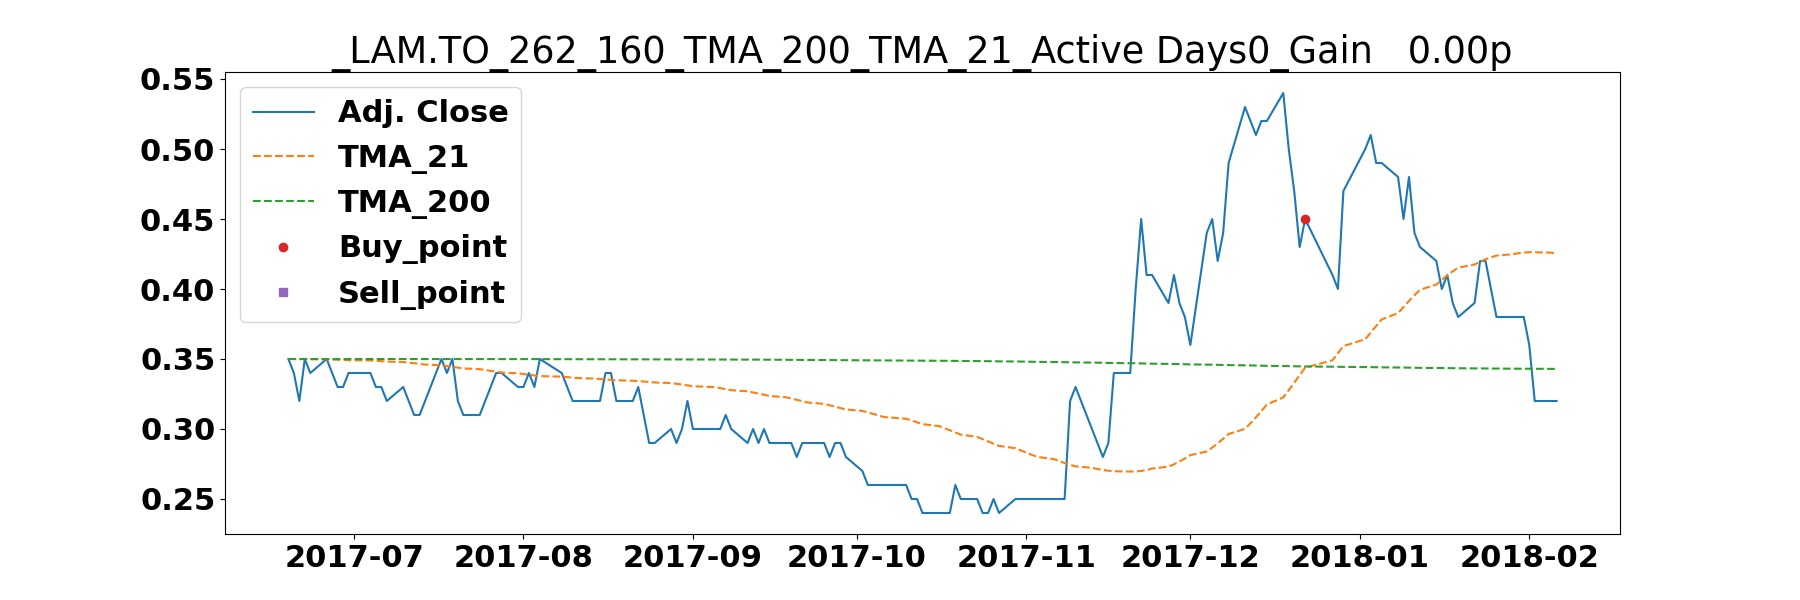 _LAM.TO_262_160_TMA_200_TMA_21_Active Days0_Gain   0.00p
0.55
0.50
0.45
0.40
0.35
0.30
0.25
Adj. Close
TMA_21
TMA_200
Buy_point
Sell_point
2017-07 2017-08 2017-09 2017-10 2017-11 2017-12 2018-01 2018-02